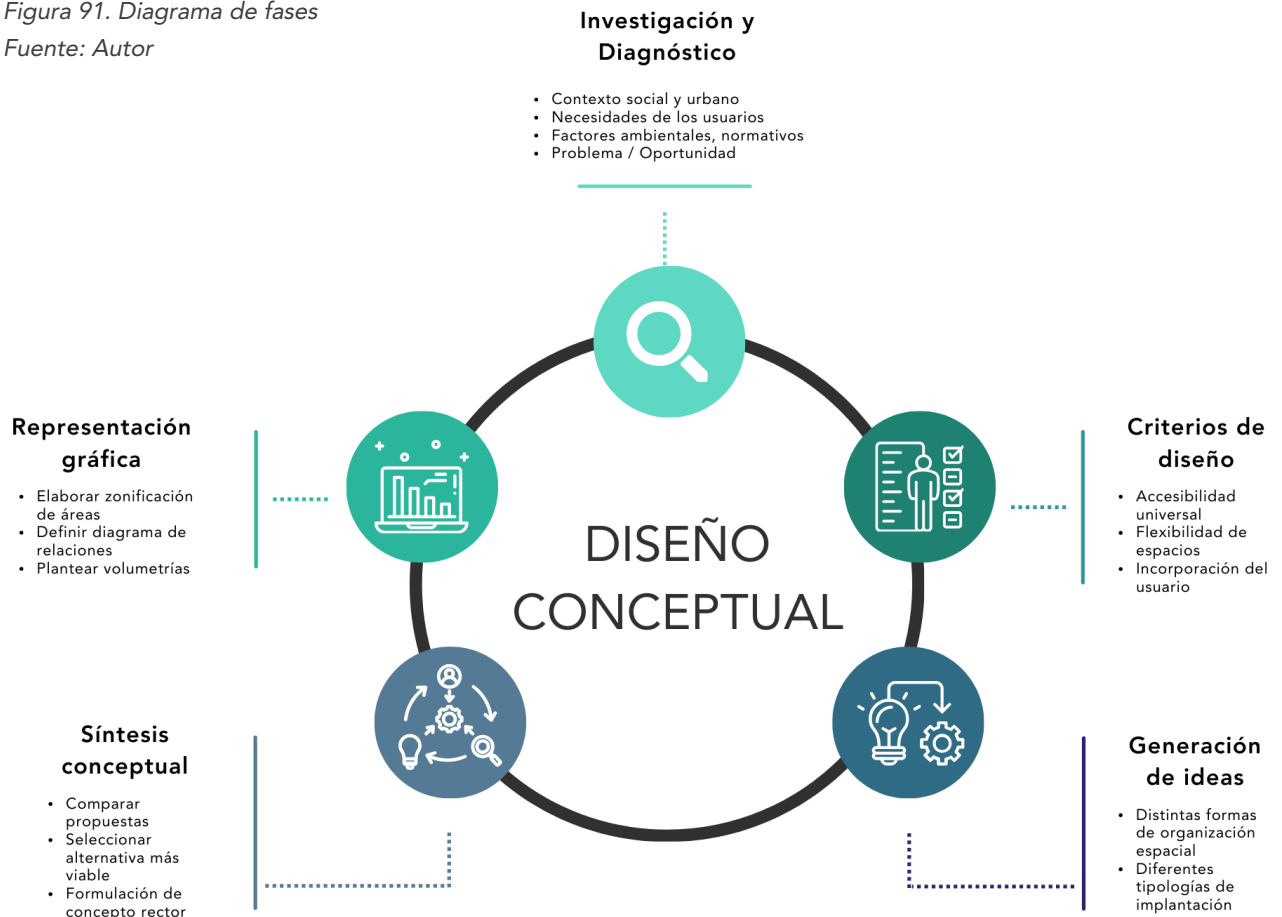 Figura 91. Diagrama de fases
Fuente: Autor
Investigación y
Diagnóstico
• Contexto social y urbano
• Necesidades de los usuarios
• Factores ambientales, normativos
• Problema / Oportunidad
Criterios de
diseño
• Accesibilidad
universal
• Flexibilidad de
espacios
• Incorporación del
usuario
Generación
de ideas
• Distintas formas
de organización
espacial
• Diferentes
tipologías de
implantación
Síntesis
conceptual
• Comparar
propuestas
• Seleccionar
alternativa más
viable
• Formulación de
concepto rector
Representación
gráfica
• Elaborar zonificación
de áreas
• Definir diagrama de
relaciones
• Plantear volumetrías
DISEÑO
CONCEPTUAL